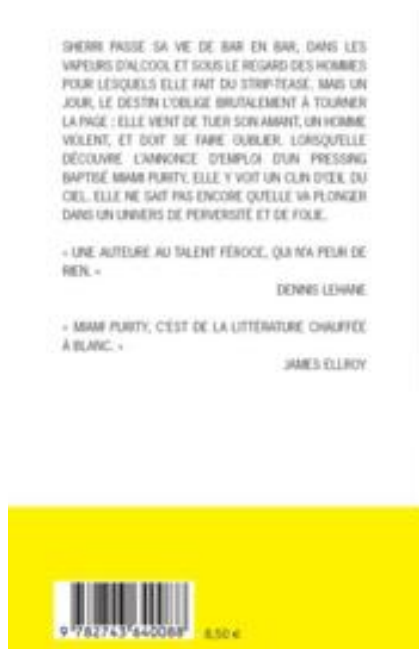 SHERRI PASSE SA VIE DE BAR EN BAR, DANS LES
VAPEURS D'ALCOOL ET SOUS LE REGARD DES HOMMES
POUR LESQUELS ELLE FAIT DU STRIP-TEASE. MAIS UN
JOUR, LE DESTIN L'OBLIGE BRUTALEMENT À TOURNER
LA PAGE : ELLE VIENT DE TUER SON AMANT, UN HOMME
VIOLENT, ET DOIT SE FAIRE OUBLIER. LORSQU'ELLE
DÉCOUVRE L'ANNONCE D'EMPLOI D'UN PRESSING
BAPTISÉ MIAMI PURITY, ELLE Y VOIT UN CLIN D'ŒIL DU
CIEL. ELLE NE SAIT PAS ENCORE QU'ELLE VA PLONGER
DANS UN UNIVERS DE PERVERSITÉ ET DE FOLIE.
« UNE AUTEURE AU TALENT FÉROCE, QUI N'A PEUR DE
RIEN. »
DENNIS LEHANE
« MIAMI PURITY, C'EST DE LA LITTÉRATURE CHAUFFÉE
À BLANC. »
JAMES ELLROY
9 782743 640088
8,50 €